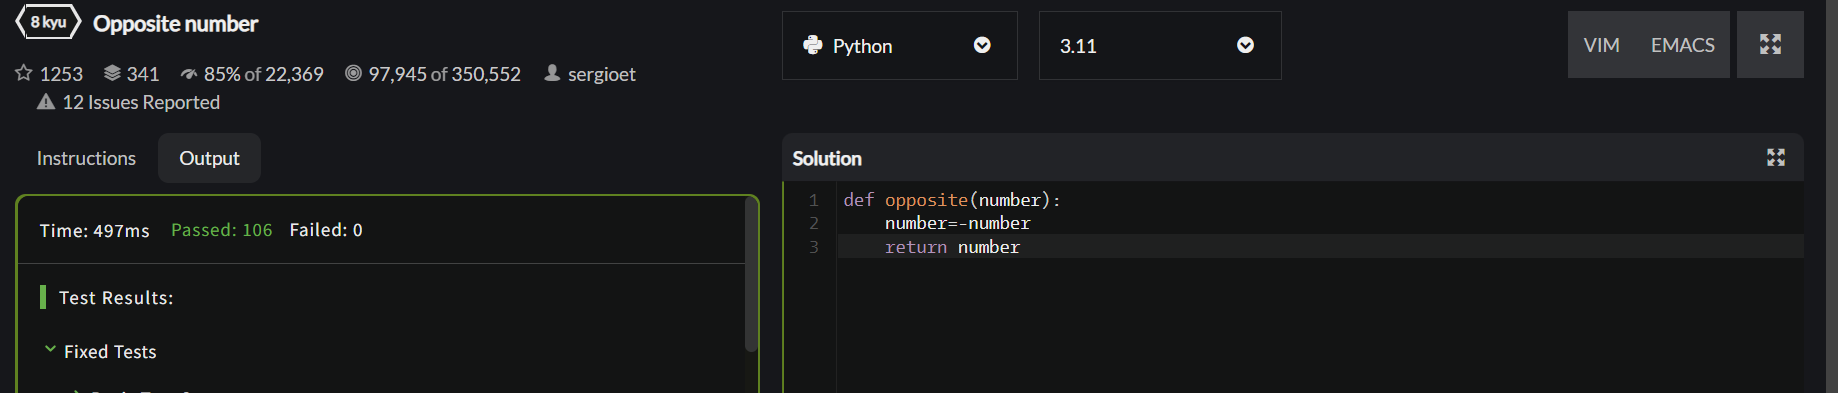 8 kyu Opposite number
1253 341 85% of 22,369 97,945 of 350,552 sergioet
12 Issues Reported
Python 3.11 VIM EMACS
Instructions Output
Time: 497ms Passed: 106 Failed: 0
Test Results:
Fixed Tests
Solution
1 def opposite(number):
2 number=-number
3 return number